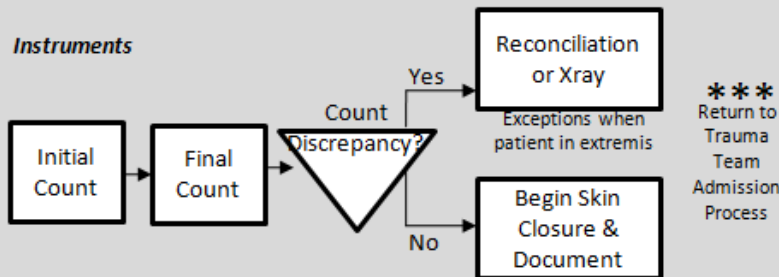 Instruments
Initial
Count
Final
Count
Count
Discrepancy?
Yes
No
Reconciliation
or Xray
Exceptions when
patient in extremis
Begin Skin
Closure &
Document
***
Return to
Trauma
Team
Admission
Process